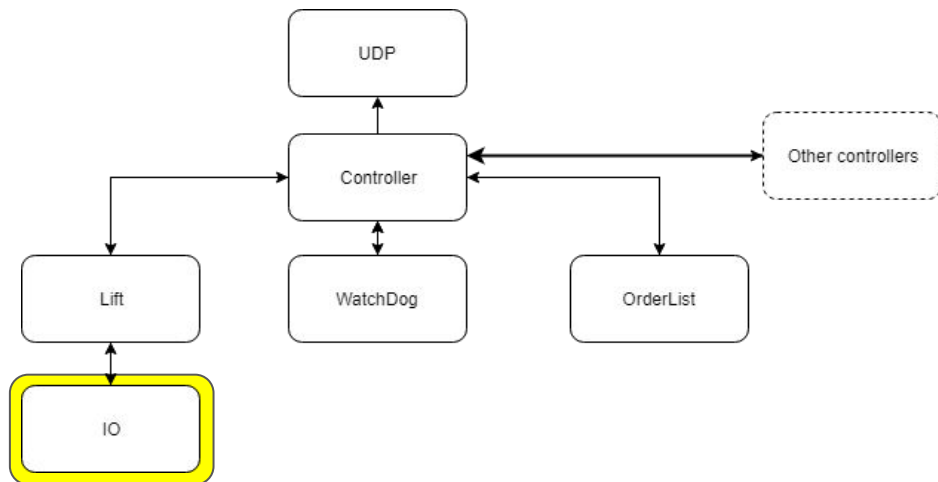 UDP
Controller
Other controllers
Lift
WatchDog
OrderList
IO